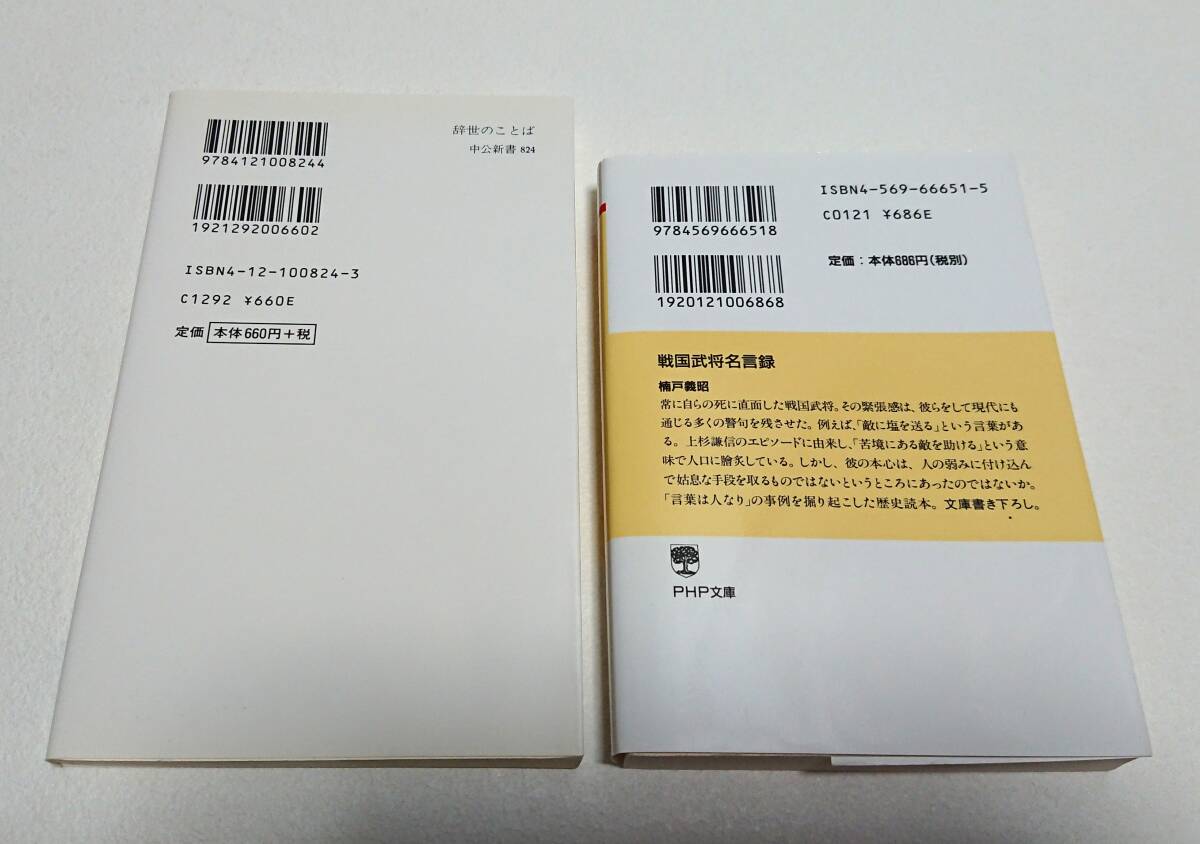 9784121008244
1921292006602
辞世のことば
中公新書 824
ISBN4-12-100824-3
C1292 ¥660E
定価 本体660円+税
9784569666518
1920121006868
ISBN4-569-66651-5
C0121 ¥686E
定価：本体686円(税別)
戦国武将名言録
楠戸義昭
常に自らの死に直面した戦国武将。その緊張感は、彼らをして現代にも
通じる多くの警句を残させた。例えば、「敵に塩を送る」という言葉があ
る。上杉謙信のエピソードに由来し、「苦境にある敵を助ける」という意
味で人口に膾炙している。しかし、彼の本心は、人の弱みに付け込ん
で姑息な手段を取るものではないというところにあったのではないか。
「言葉は人なり」の事例を掘り起こした歴史読本。文庫書き下ろし。
PHP文庫